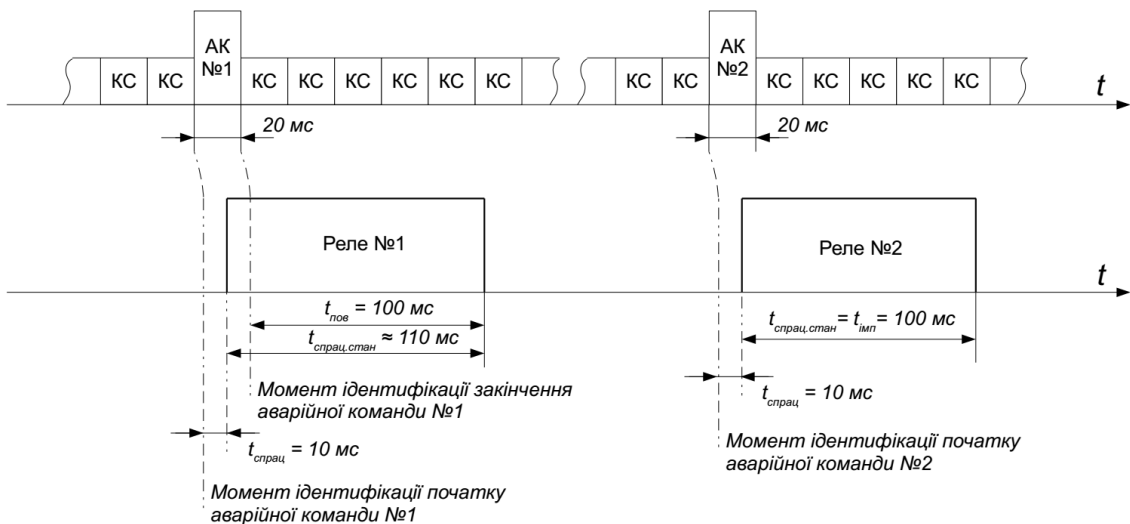 АК
№1
АК
№2
КС КС КС КС КС КС КС КС КС КС КС КС КС КС КС КС
t
20 мс
20 мс
Реле №1
Реле №2
t
tпов = 100 мс
tспрац.стан = tімп = 100 мс
tспрац.стан ≈ 110 мс
Момент ідентифікації закінчення
аварійної команди №1
tспрац = 10 мс
tспрац = 10 мс
Момент ідентифікації початку
аварійної команди №2
Момент ідентифікації початку
аварійної команди №1